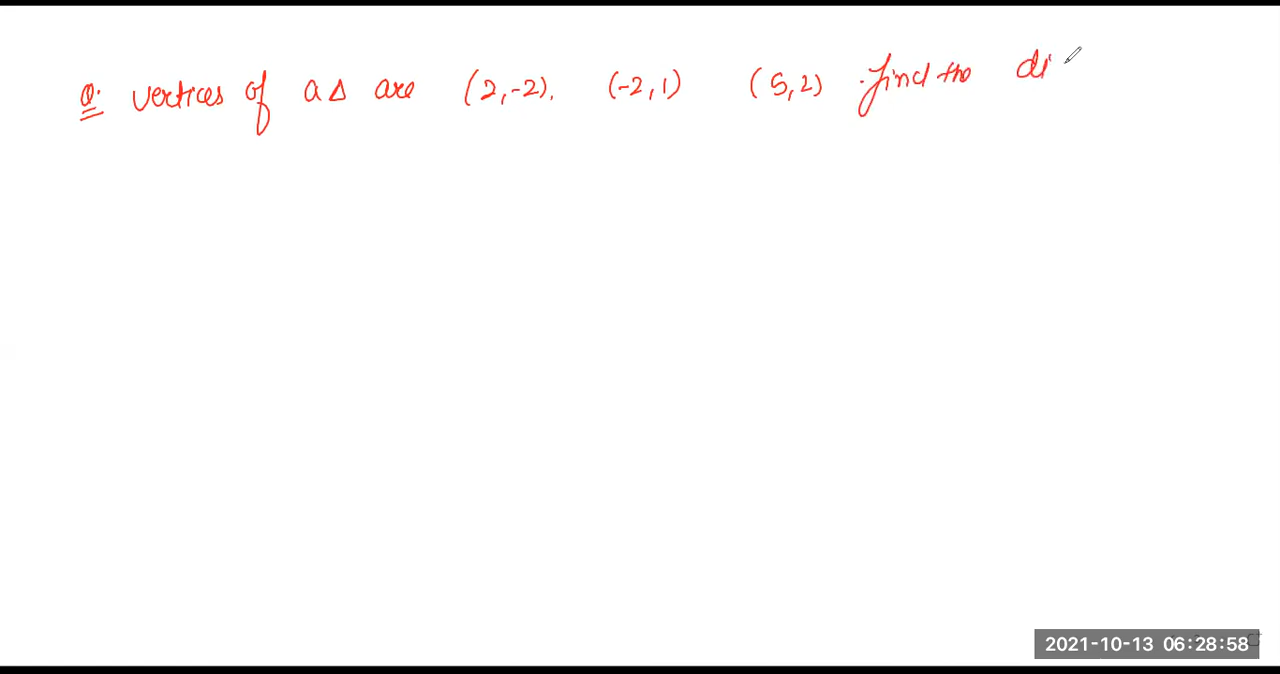 Q. vertices of a Δ are (2,-2), (-2,1) (5,2) . find the di
2021-10-13 06:28:58